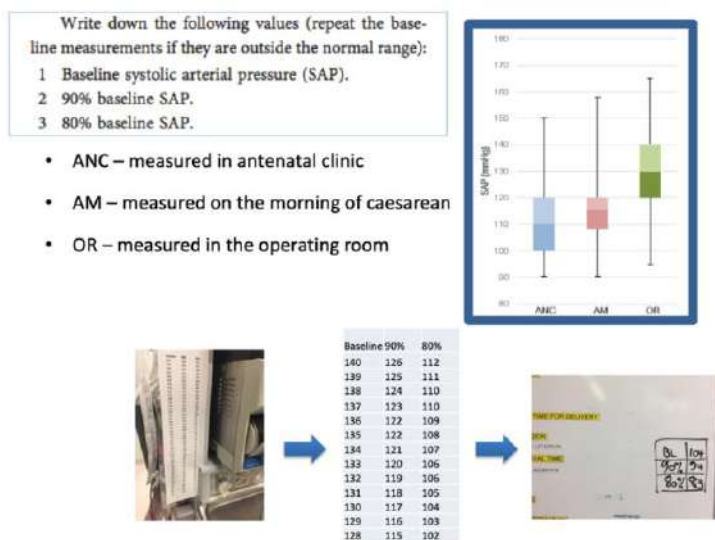 Write down the following values (repeat the base-
line measurements if they are outside the normal range):
1 Baseline systolic arterial pressure (SAP).
2 90% baseline SAP.
3 80% baseline SAP.
• ANC – measured in antenatal clinic
• AM – measured on the morning of caesarean
• OR – measured in the operating room
SAP (mmHg)
180
170
160
150
140
130
120
110
100
90
80
ANC AM OR
Baseline 90% 80%
140 126 112
139 125 111
138 124 110
137 123 110
136 122 109
135 122 108
134 121 107
133 120 106
132 119 106
131 118 105
130 117 104
129 116 103
128 115 102
TIME FOR DELIVERY
BL 104
90% 94
80% 83